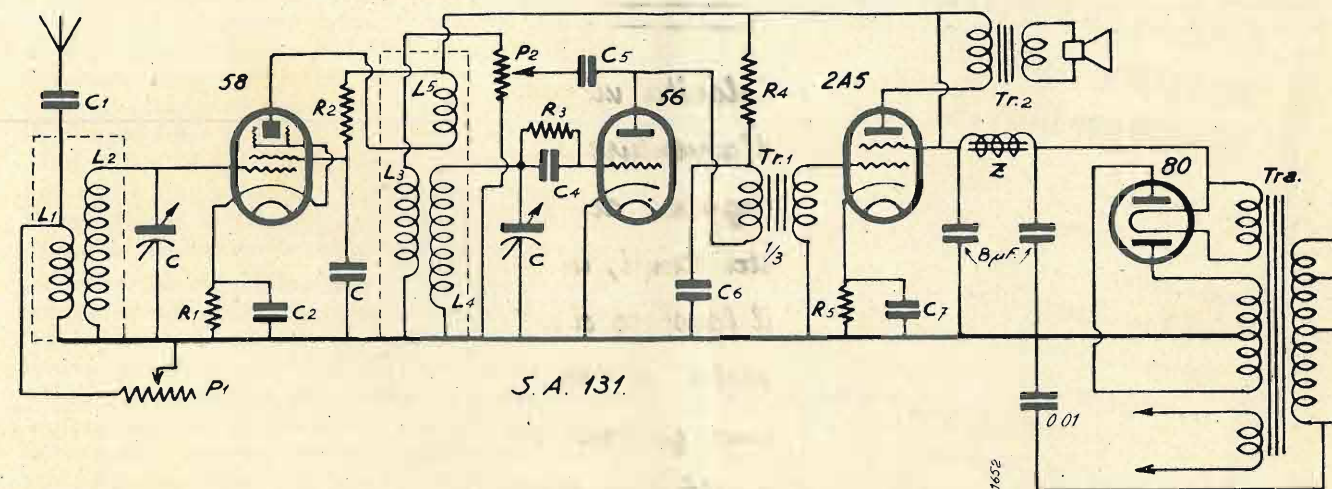 C1
L1
L2
C
P1
58
R1
C2
R2
C
L5
L3
L4
P2
C5
R3
C4
C
56
R4
C6
Tr.1
1/3
2A5
R5
C7
Tr.2
Z
8µF.
80
Tra.
0.01
S.A. 131.
1652